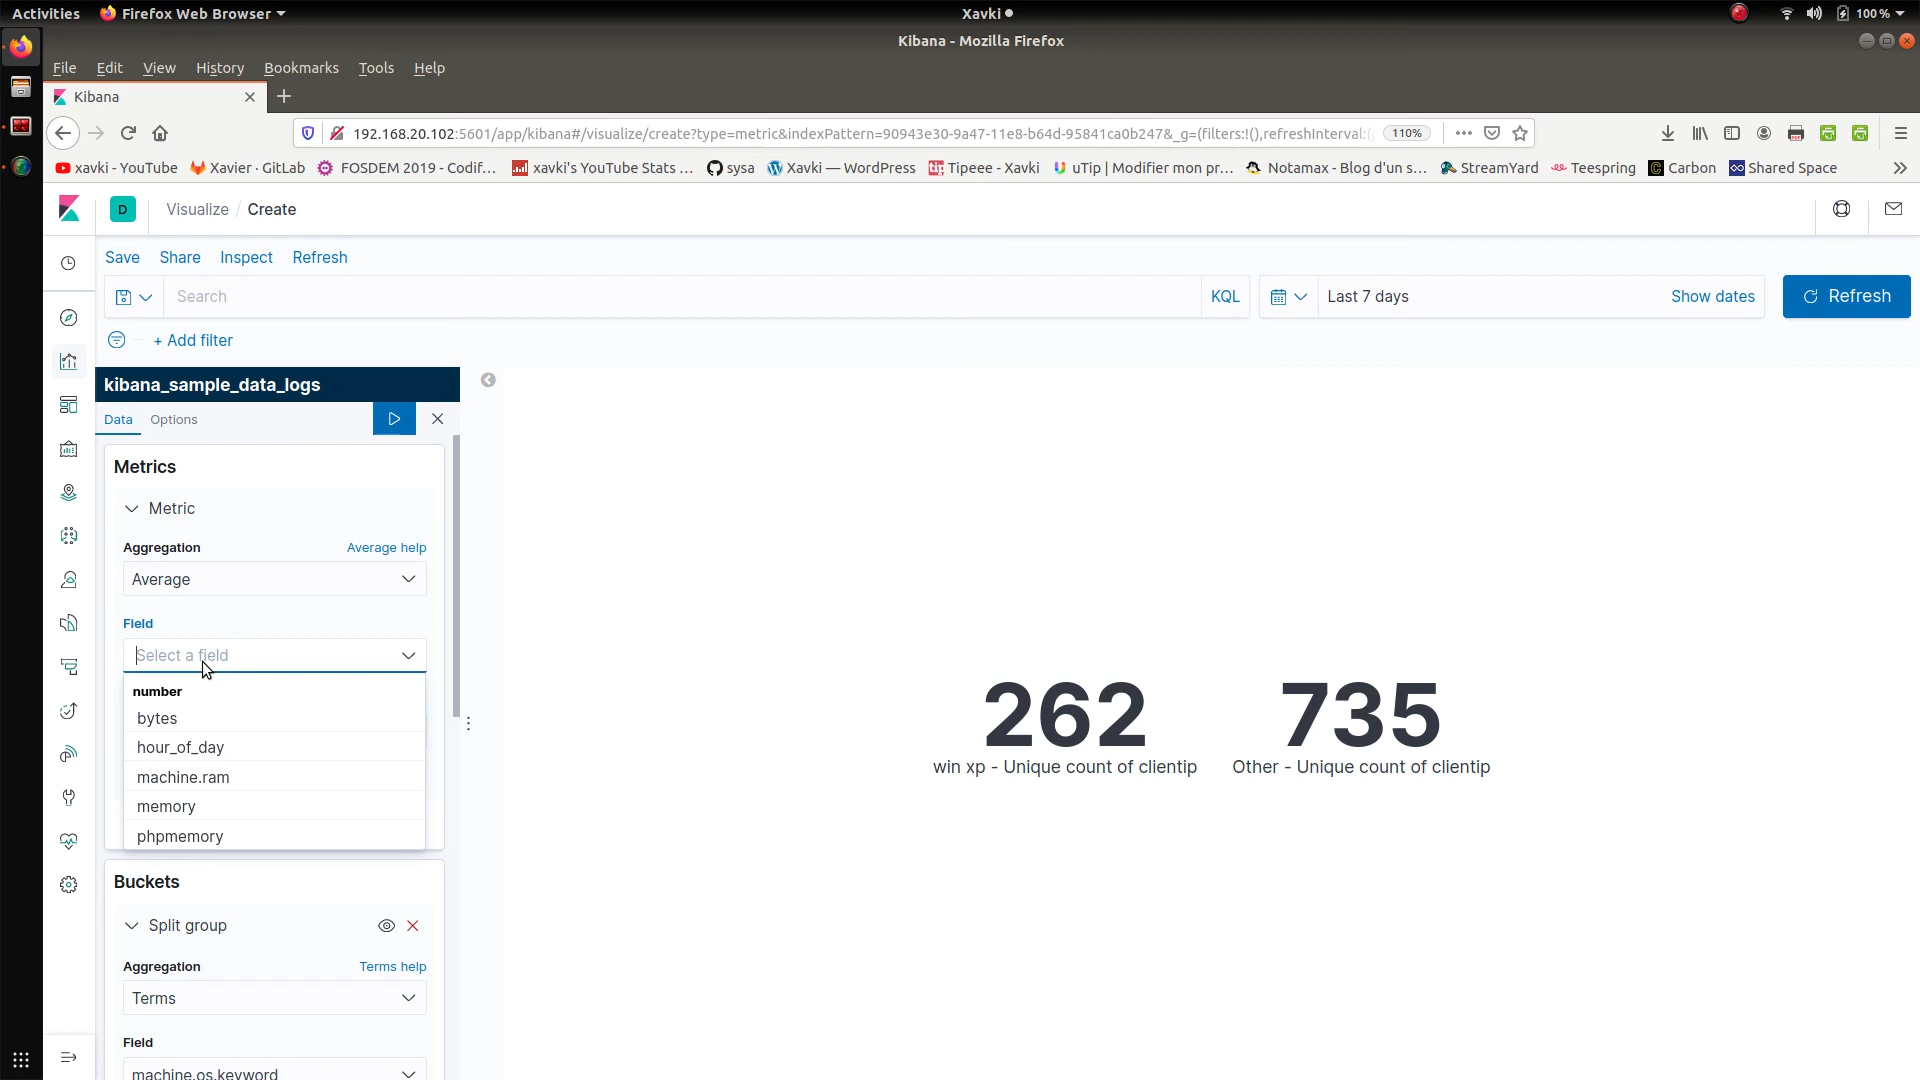 Activities
Firefox Web Browser
Xavki
100 %
Kibana - Mozilla Firefox
File Edit View History Bookmarks Tools Help
Kibana
192.168.20.102:5601/app/kibana#/visualize/create?type=metric&indexPattern=90943e30-9a47-11e8-b64d-95841ca0b247&_g=(filters:!(),refreshInterval:(
110%
xavki - YouTube
Xavier · GitLab
FOSDEM 2019 - Codif...
xavki's YouTube Stats ...
sysa
Xavki — WordPress
Tipeee - Xavki
uTip | Modifier mon pr...
Notamax - Blog d'un s...
StreamYard
Teespring
Carbon
Shared Space
D
Visualize / Create
Save Share Inspect Refresh
Search
KQL
Last 7 days
Show dates
Refresh
+ Add filter
kibana_sample_data_logs
Data Options
Metrics
Metric
Aggregation
Average help
Average
Field
Select a field
number
bytes
hour_of_day
machine.ram
memory
phpmemory
Buckets
Split group
Aggregation
Terms help
Terms
Field
machine.os.keyword
262
win xp - Unique count of clientip
735
Other - Unique count of clientip